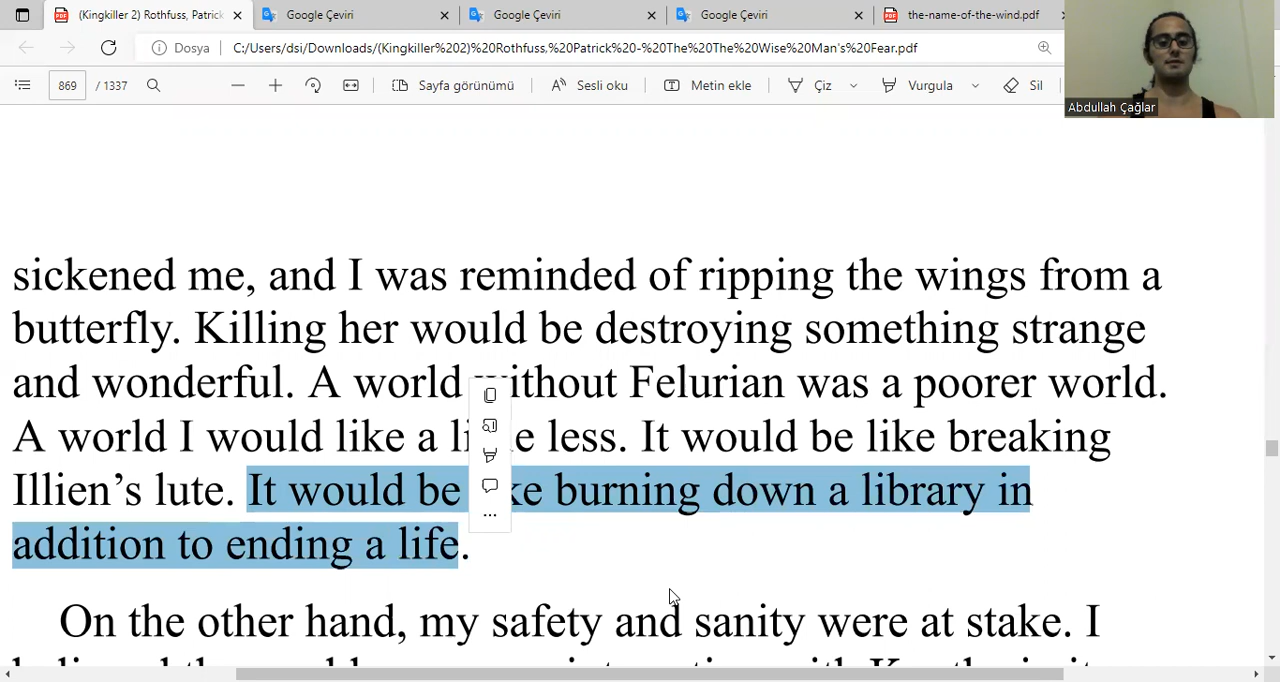 (Kingkiller 2) Rothfuss, Patrick
Google Çeviri
Google Çeviri
Google Çeviri
the-name-of-the-wind.pdf
Dosya
C:/Users/dsi/Downloads/(Kingkiller%202)%20Rothfuss,%20Patrick%20-%20The%20The%20Wise%20Man's%20Fear.pdf
869 / 1337
Sayfa görünümü
Sesli oku
Metin ekle
Çiz
Vurgula
Sil
Abdullah Çağlar
sickened me, and I was reminded of ripping the wings from a
butterfly. Killing her would be destroying something strange
and wonderful. A world without Felurian was a poorer world.
A world I would like a little less. It would be like breaking
Illien’s lute. It would be like burning down a library in
addition to ending a life.
On the other hand, my safety and sanity were at stake. I